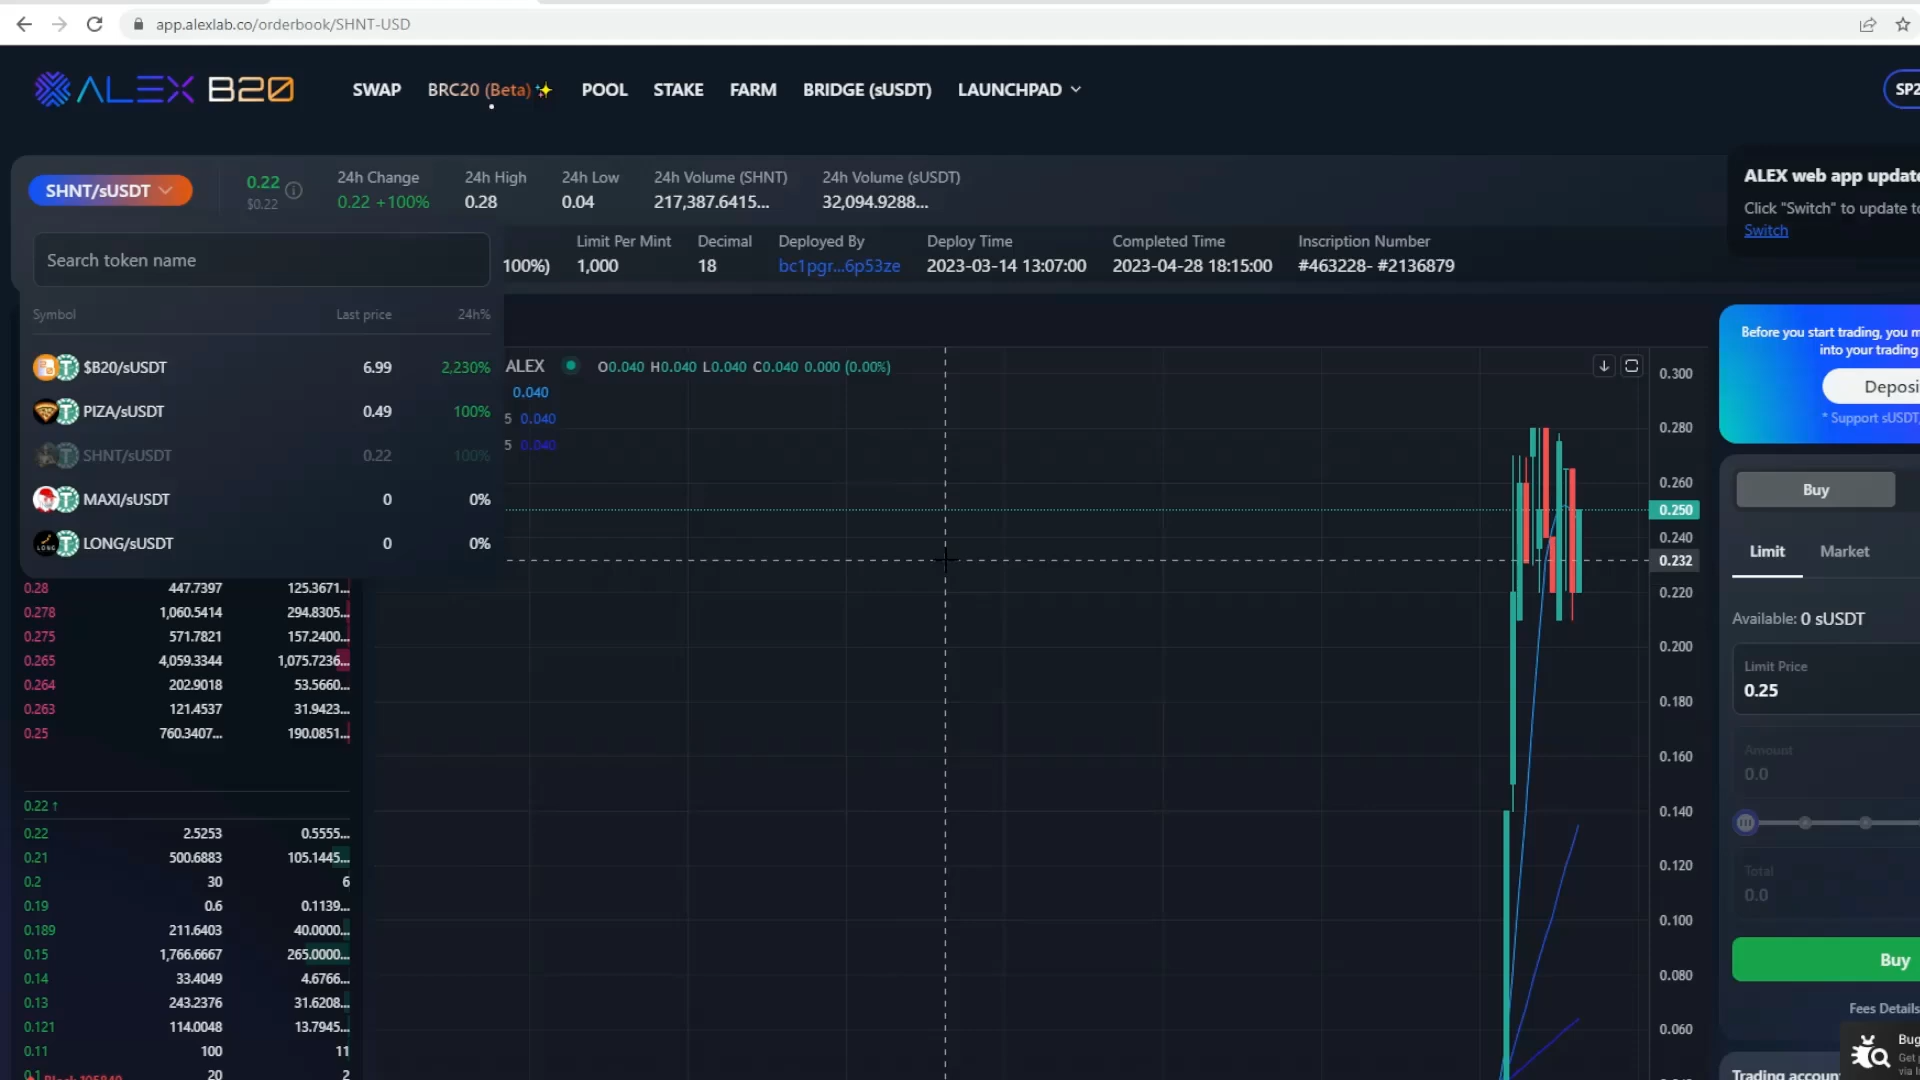 app.alexlab.co/orderbook/SHNT-USD
ALEX B20
SWAP BRC20 (Beta) POOL STAKE FARM BRIDGE (sUSDT) LAUNCHPAD
SP2
SHNT/sUSDT
0.22
$0.22
24h Change
0.22 +100%
24h High
0.28
24h Low
0.04
24h Volume (SHNT)
217,387.6415...
24h Volume (sUSDT)
32,094.9288...
ALEX web app update
Click "Switch" to update to
Switch
Search token name
100%)
Limit Per Mint
1,000
Decimal
18
Deployed By
bc1pgr...6p53ze
Deploy Time
2023-03-14 13:07:00
Completed Time
2023-04-28 18:15:00
Inscription Number
#463228- #2136879
Symbol Last price 24h%
$B20/sUSDT 6.99 2,230%
PIZA/sUSDT 0.49 100%
SHNT/sUSDT 0.22 100%
MAXI/sUSDT 0 0%
LONG/sUSDT 0 0%
ALEX O0.040 H0.040 L0.040 C0.040 0.000 (0.00%)
0.040
5 0.040
5 0.040
0.28 447.7397 125.3671...
0.278 1,060.5414 294.8305...
0.275 571.7821 157.2400...
0.265 4,059.3344 1,075.7236...
0.264 202.9018 53.5660...
0.263 121.4537 31.9423...
0.25 760.3407... 190.0851...
0.22 ↑
0.22 2.5253 0.5555...
0.21 500.6883 105.1445...
0.2 30 6
0.19 0.6 0.1139...
0.189 211.6403 40.0000...
0.15 1,766.6667 265.0000...
0.14 33.4049 4.6766...
0.13 243.2376 31.6208...
0.121 114.0048 13.7945...
0.11 100 11
0.1 20 2
0.300
0.280
0.260
0.250
0.240
0.232
0.220
0.200
0.180
0.160
0.140
0.120
0.100
0.080
0.060
Before you start trading, you m
into your trading
Deposi
* Support sUSDT,
Buy
Limit Market
Available: 0 sUSDT
Limit Price
0.25
Amount
0.0
Total
0.0
Buy
Fees Details
Bug
Get
via
Trading accoun